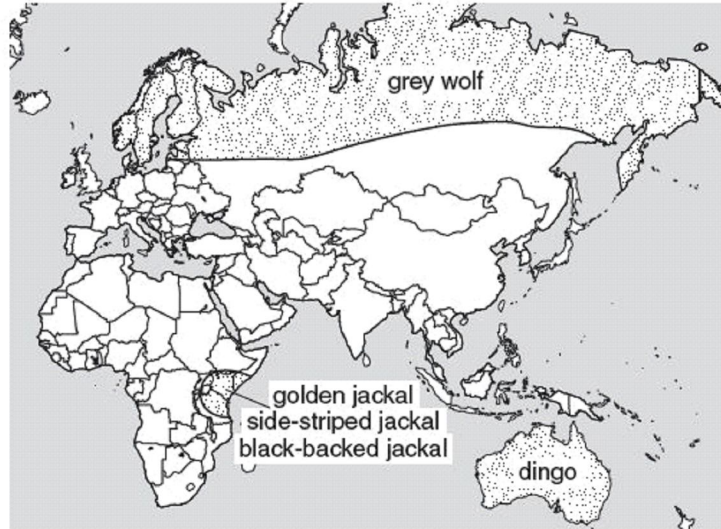 grey wolf
golden jackal
side-striped jackal
black-backed jackal
dingo